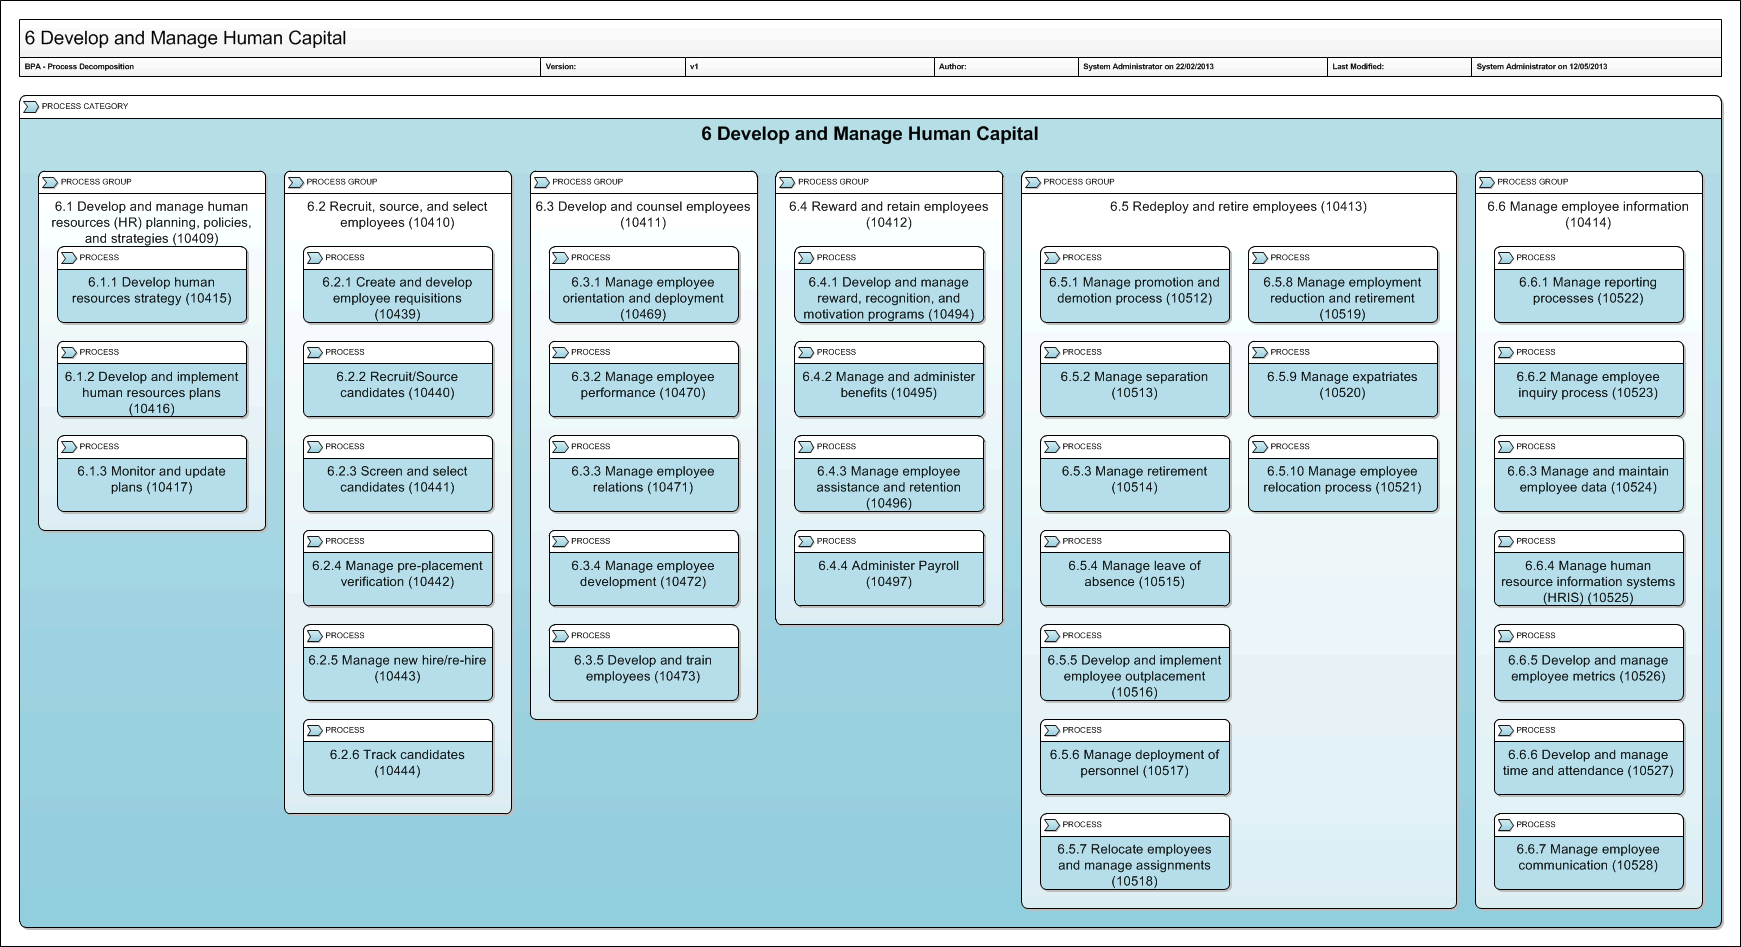 6 Develop and Manage Human Capital
BPA - Process Decomposition
Version:
v1
Author:
System Administrator on 22/02/2013
Last Modified:
System Administrator on 12/05/2013
PROCESS CATEGORY
6 Develop and Manage Human Capital
PROCESS GROUP
6.1 Develop and manage human
resources (HR) planning, policies,
and strategies (10409)
PROCESS
6.1.1 Develop human
resources strategy (10415)
PROCESS
6.1.2 Develop and implement
human resources plans
(10416)
PROCESS
6.1.3 Monitor and update
plans (10417)
PROCESS GROUP
6.2 Recruit, source, and select
employees (10410)
PROCESS
6.2.1 Create and develop
employee requisitions
(10439)
PROCESS
6.2.2 Recruit/Source
candidates (10440)
PROCESS
6.2.3 Screen and select
candidates (10441)
PROCESS
6.2.4 Manage pre-placement
verification (10442)
PROCESS
6.2.5 Manage new hire/re-hire
(10443)
PROCESS
6.2.6 Track candidates
(10444)
PROCESS GROUP
6.3 Develop and counsel employees
(10411)
PROCESS
6.3.1 Manage employee
orientation and deployment
(10469)
PROCESS
6.3.2 Manage employee
performance (10470)
PROCESS
6.3.3 Manage employee
relations (10471)
PROCESS
6.3.4 Manage employee
development (10472)
PROCESS
6.3.5 Develop and train
employees (10473)
PROCESS GROUP
6.4 Reward and retain employees
(10412)
PROCESS
6.4.1 Develop and manage
reward, recognition, and
motivation programs (10494)
PROCESS
6.4.2 Manage and administer
benefits (10495)
PROCESS
6.4.3 Manage employee
assistance and retention
(10496)
PROCESS
6.4.4 Administer Payroll
(10497)
PROCESS GROUP
6.5 Redeploy and retire employees (10413)
PROCESS
6.5.1 Manage promotion and
demotion process (10512)
PROCESS
6.5.2 Manage separation
(10513)
PROCESS
6.5.3 Manage retirement
(10514)
PROCESS
6.5.4 Manage leave of
absence (10515)
PROCESS
6.5.5 Develop and implement
employee outplacement
(10516)
PROCESS
6.5.6 Manage deployment of
personnel (10517)
PROCESS
6.5.7 Relocate employees
and manage assignments
(10518)
PROCESS
6.5.8 Manage employment
reduction and retirement
(10519)
PROCESS
6.5.9 Manage expatriates
(10520)
PROCESS
6.5.10 Manage employee
relocation process (10521)
PROCESS GROUP
6.6 Manage employee information
(10414)
PROCESS
6.6.1 Manage reporting
processes (10522)
PROCESS
6.6.2 Manage employee
inquiry process (10523)
PROCESS
6.6.3 Manage and maintain
employee data (10524)
PROCESS
6.6.4 Manage human
resource information systems
(HRIS) (10525)
PROCESS
6.6.5 Develop and manage
employee metrics (10526)
PROCESS
6.6.6 Develop and manage
time and attendance (10527)
PROCESS
6.6.7 Manage employee
communication (10528)